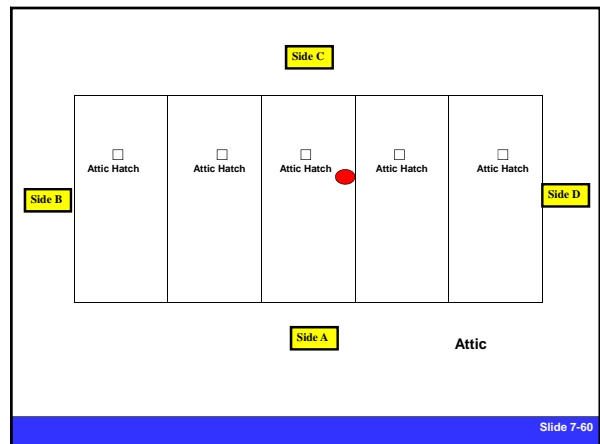 Side C
Attic Hatch
Attic Hatch
Attic Hatch
Attic Hatch
Attic Hatch
Side B
Side D
Side A
Attic
Slide 7-60